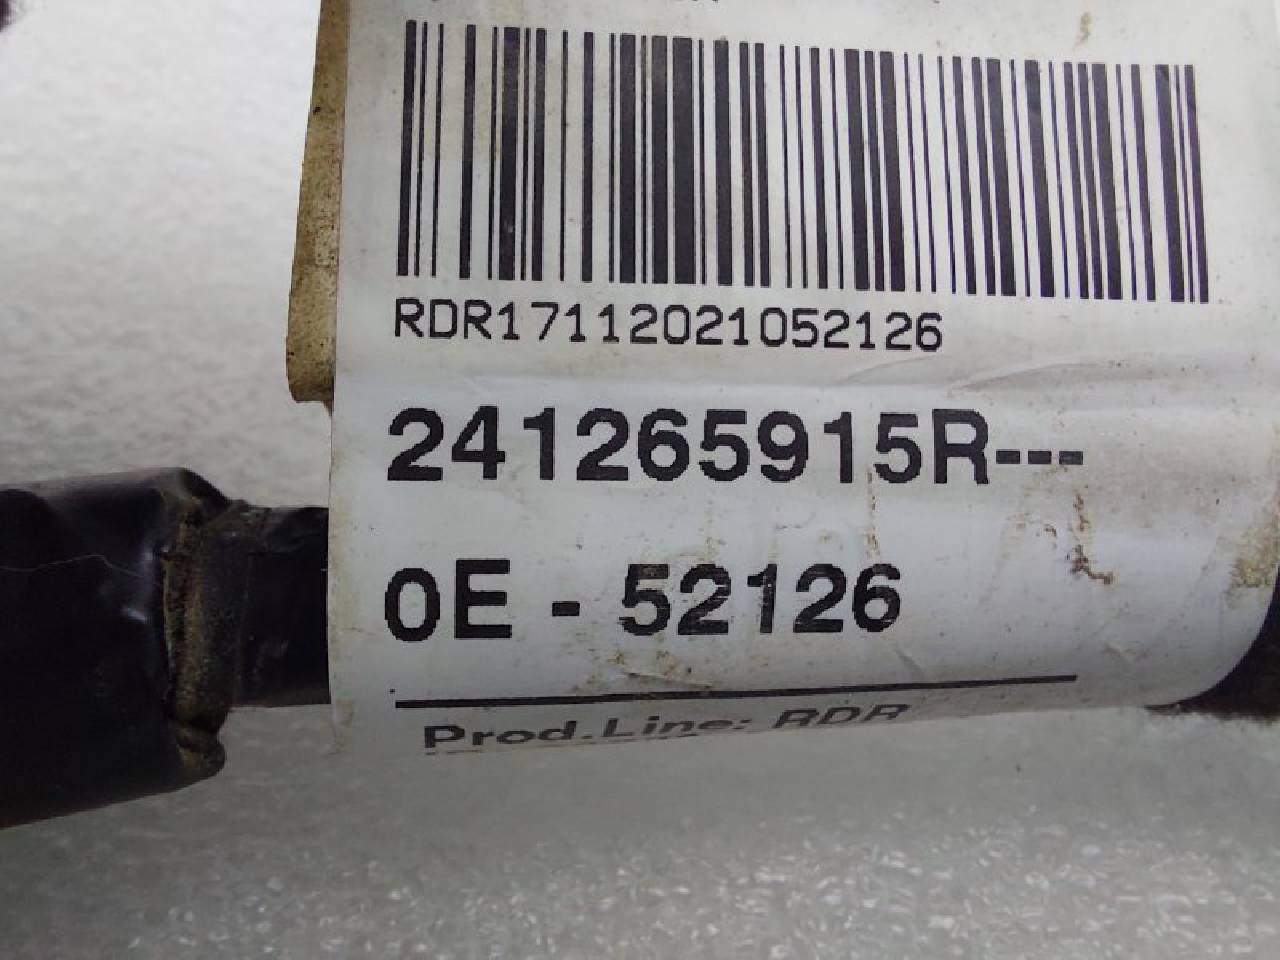 RDR17112021052126
241265915R---
0E - 52126
Prod.Line: RDR